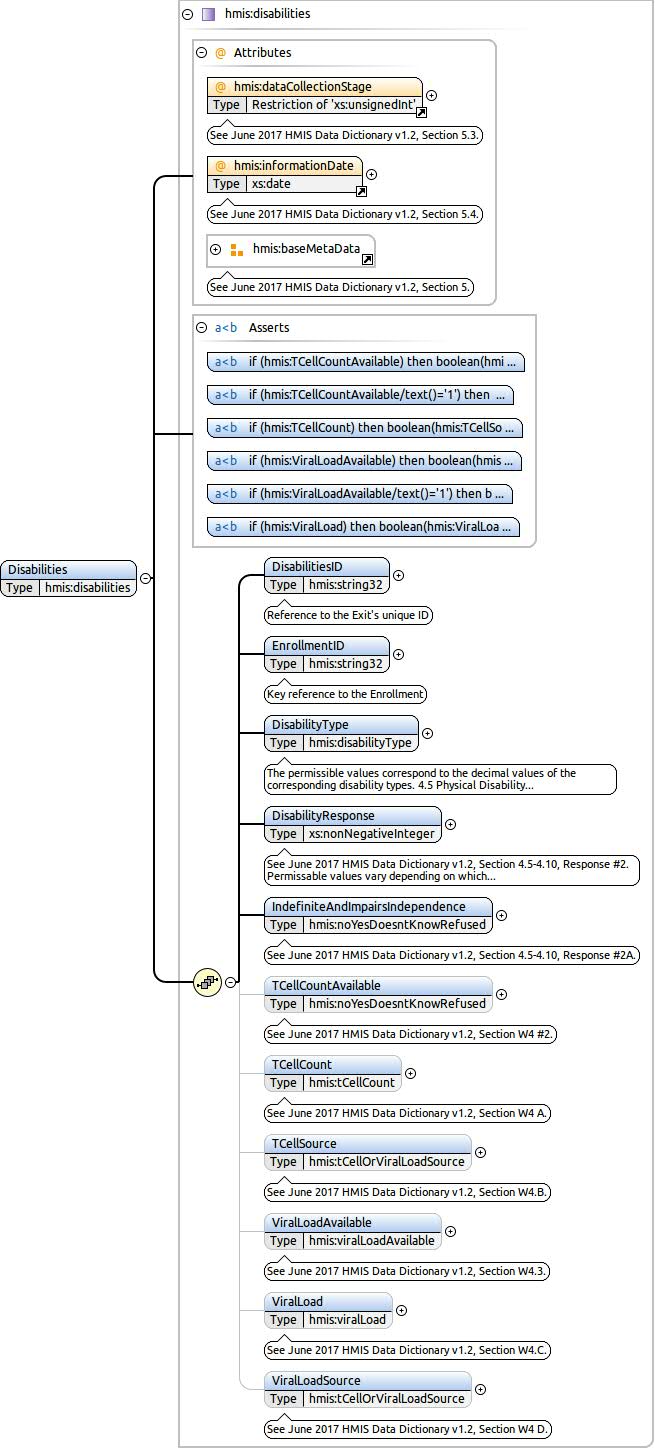 hmis:disabilities
Attributes
@ hmis:dataCollectionStage
Type Restriction of 'xs:unsignedInt'
See June 2017 HMIS Data Dictionary v1.2, Section 5.3.
@ hmis:informationDate
Type xs:date
See June 2017 HMIS Data Dictionary v1.2, Section 5.4.
hmis:baseMetaData
See June 2017 HMIS Data Dictionary v1.2, Section 5.
a<b Asserts
a<b if (hmis:TCellCountAvailable) then boolean(hmi ...
a<b if (hmis:TCellCountAvailable/text()='1') then ...
a<b if (hmis:TCellCount) then boolean(hmis:TCellSo ...
a<b if (hmis:ViralLoadAvailable) then boolean(hmis ...
a<b if (hmis:ViralLoadAvailable/text()='1') then b ...
a<b if (hmis:ViralLoad) then boolean(hmis:ViralLoa ...
Disabilities
Type hmis:disabilities
DisabilitiesID
Type hmis:string32
Reference to the Exit's unique ID
EnrollmentID
Type hmis:string32
Key reference to the Enrollment
DisabilityType
Type hmis:disabilityType
The permissible values correspond to the decimal values of the
corresponding disability types. 4.5 Physical Disability...
DisabilityResponse
Type xs:nonNegativeInteger
See June 2017 HMIS Data Dictionary v1.2, Section 4.5-4.10, Response #2.
Permissable values vary depending on which...
IndefiniteAndImpairsIndependence
Type hmis:noYesDoesntKnowRefused
See June 2017 HMIS Data Dictionary v1.2, Section 4.5-4.10, Response #2A.
TCellCountAvailable
Type hmis:noYesDoesntKnowRefused
See June 2017 HMIS Data Dictionary v1.2, Section W4 #2.
TCellCount
Type hmis:tCellCount
See June 2017 HMIS Data Dictionary v1.2, Section W4 A.
TCellSource
Type hmis:tCellOrViralLoadSource
See June 2017 HMIS Data Dictionary v1.2, Section W4.B.
ViralLoadAvailable
Type hmis:viralLoadAvailable
See June 2017 HMIS Data Dictionary v1.2, Section W4.3.
ViralLoad
Type hmis:viralLoad
See June 2017 HMIS Data Dictionary v1.2, Section W4.C.
ViralLoadSource
Type hmis:tCellOrViralLoadSource
See June 2017 HMIS Data Dictionary v1.2, Section W4 D.